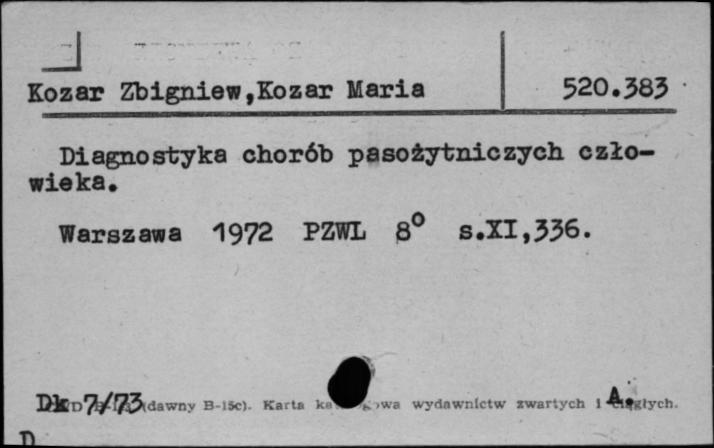 Kozar Zbigniew,Kozar Maria 520.383
Diagnostyka chorób pasożytniczych czło-
wieka.
Warszawa 1972 PZWL 8° s.XI,336.
Dk 7/73 (dawny B-15c). Karta wydawnictw zwartych i ciągłych. A.
D